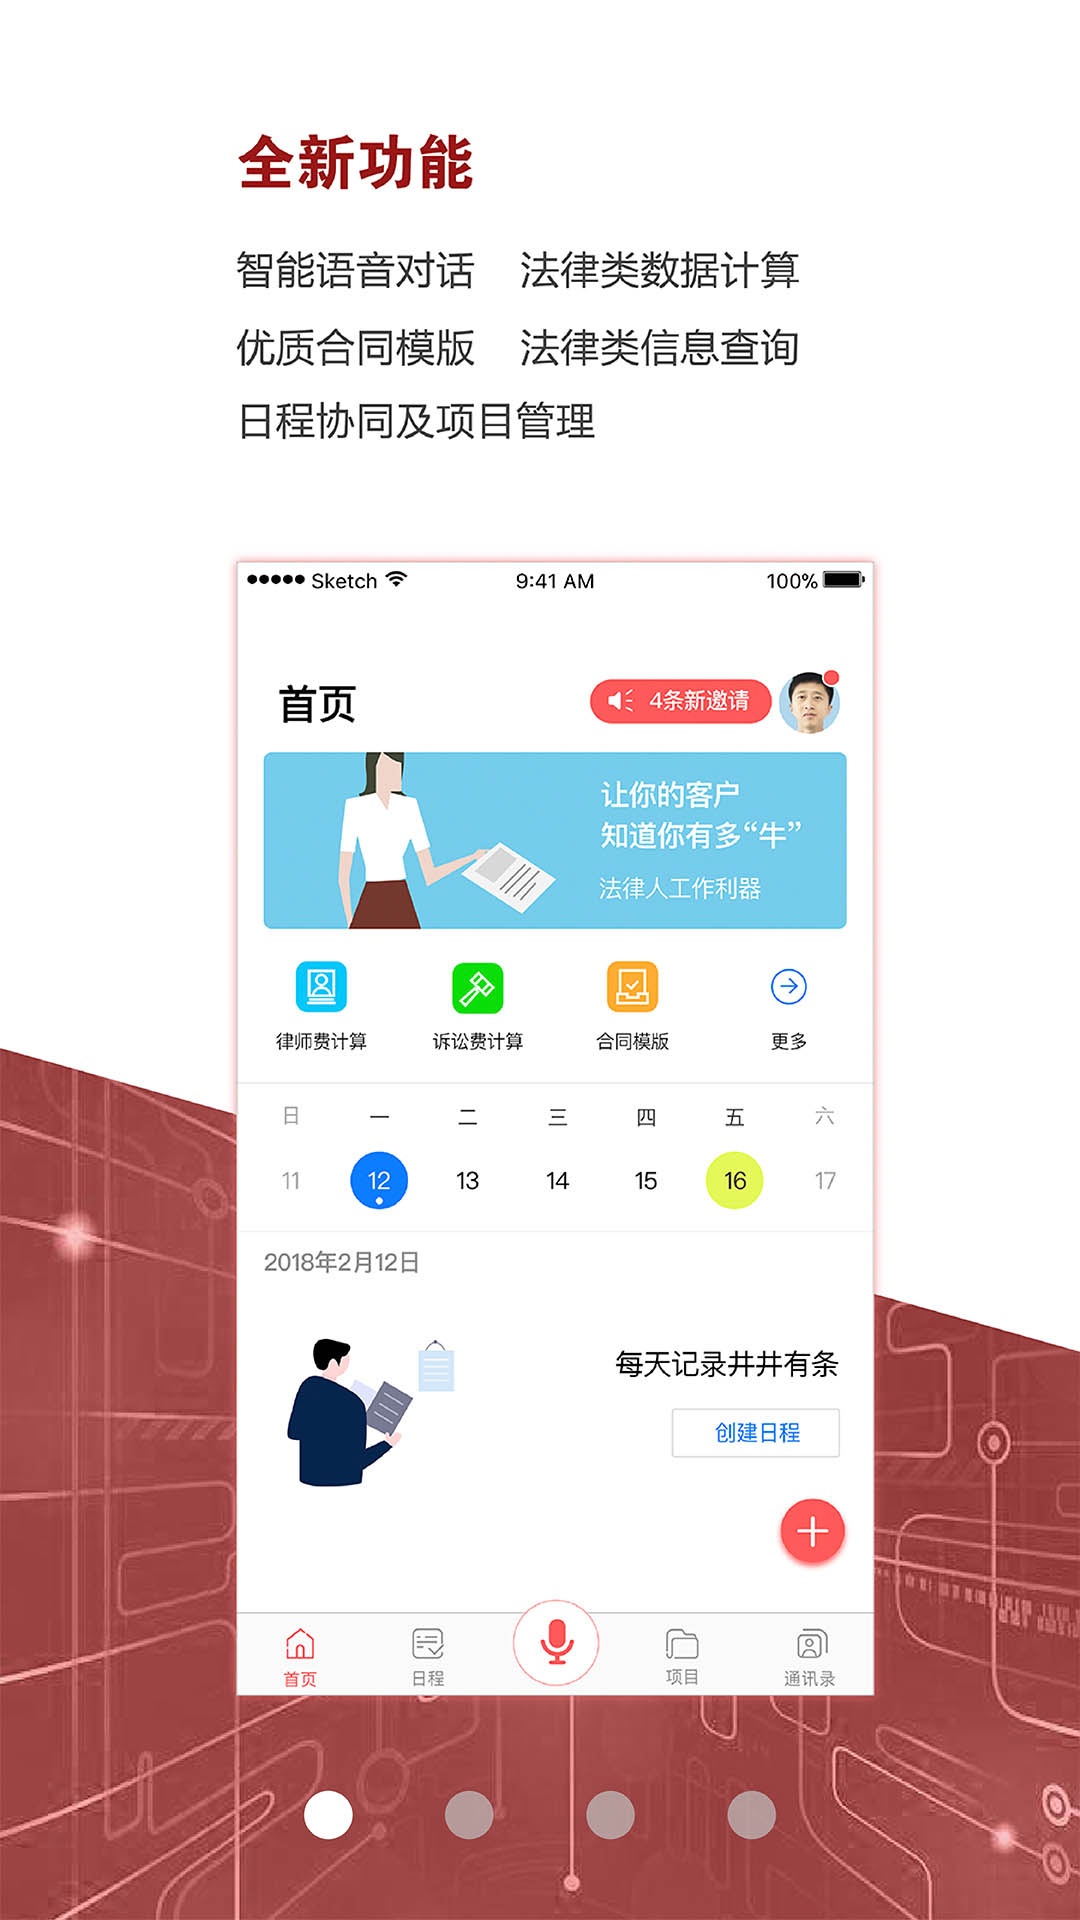 全新功能
智能语音对话 法律类数据计算
优质合同模版 法律类信息查询
日程协同及项目管理
Sketch 9:41 AM 100%
首页 4条新邀请
让你的客户
知道你有多“牛”
法律人工作利器
律师费计算 诉讼费计算 合同模版 更多
日 一 二 三 四 五 六
11 12 13 14 15 16 17
2018年2月12日
每天记录井井有条
创建日程
首页 日程 项目 通讯录